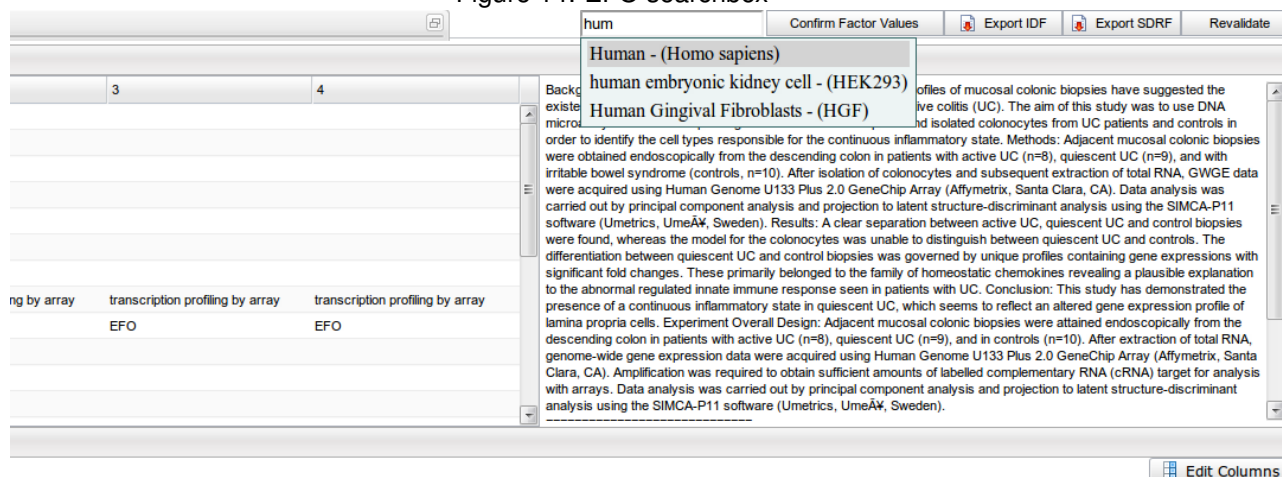 hum
Confirm Factor Values
Export IDF
Export SDRF
Revalidate
Human - (Homo sapiens)
human embryonic kidney cell - (HEK293)
Human Gingival Fibroblasts - (HGF)
3
4
ofiles of mucosal colonic biopsies have suggested the
existe
ive colitis (UC). The aim of this study was to use DNA
micro
nd isolated colonocytes from UC patients and controls in
order to identify the cell types responsible for the continuous inflammatory state. Methods: Adjacent mucosal colonic biopsies
were obtained endoscopically from the descending colon in patients with active UC (n=8), quiescent UC (n=9), and with
irritable bowel syndrome (controls, n=10). After isolation of colonocytes and subsequent extraction of total RNA, GWGE data
were acquired using Human Genome U133 Plus 2.0 GeneChip Array (Affymetrix, Santa Clara, CA). Data analysis was
carried out by principal component analysis and projection to latent structure-discriminant analysis using the SIMCA-P11
software (Umetrics, UmeÃ¥, Sweden). Results: A clear separation between active UC, quiescent UC and control biopsies
were found, whereas the model for the colonocytes was unable to distinguish between quiescent UC and controls. The
differentiation between quiescent UC and control biopsies was governed by unique profiles containing gene expressions with
significant fold changes. These primarily belonged to the family of homeostatic chemokines revealing a plausible explanation
to the abnormal regulated innate immune response seen in patients with UC. Conclusion: This study has demonstrated the
presence of a continuous inflammatory state in quiescent UC, which seems to reflect an altered gene expression profile of
lamina propria cells. Experiment Overall Design: Adjacent mucosal colonic biopsies were attained endoscopically from the
descending colon in patients with active UC (n=8), quiescent UC (n=9), and in controls (n=10). After extraction of total RNA,
genome-wide gene expression data were acquired using Human Genome U133 Plus 2.0 GeneChip Array (Affymetrix, Santa
Clara, CA). Amplification was required to obtain sufficient amounts of labelled complementary RNA (cRNA) target for analysis
with arrays. Data analysis was carried out by principal component analysis and projection to latent structure-discriminant
analysis using the SIMCA-P11 software (Umetrics, UmeÃ¥, Sweden).
ng by array
transcription profiling by array
transcription profiling by array
EFO
EFO
Edit Columns